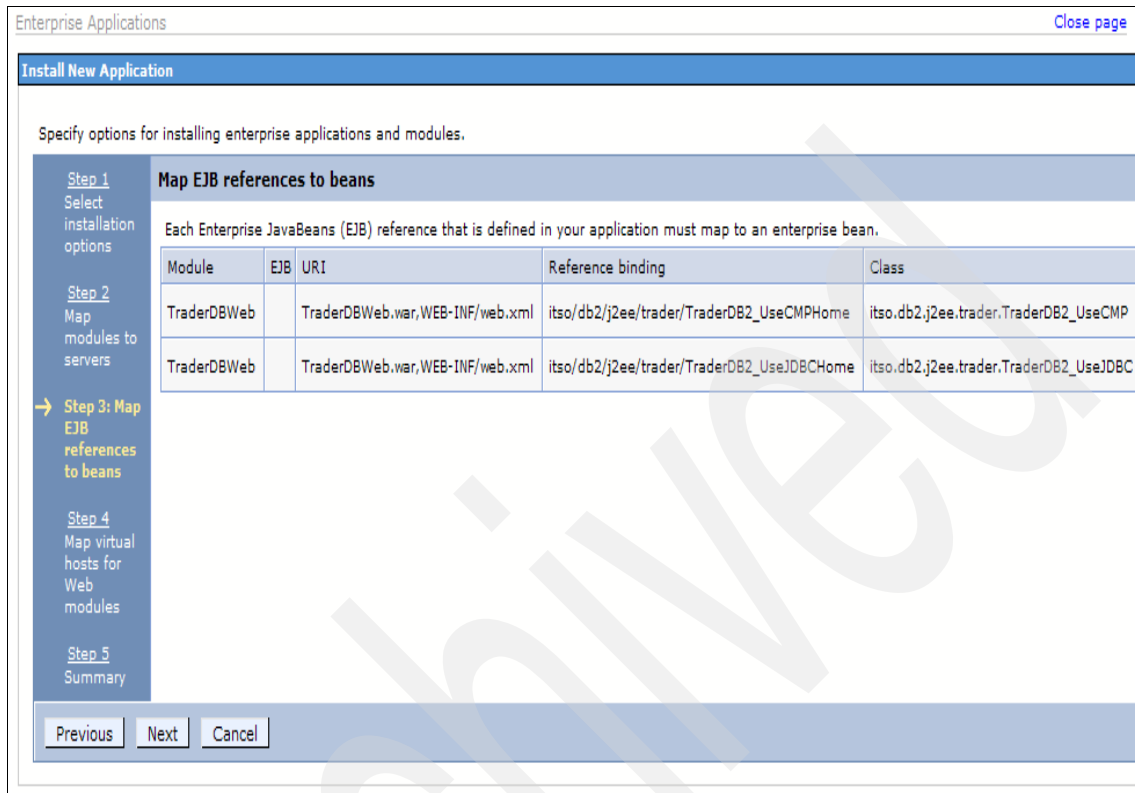 Enterprise Applications Close page
Install New Application
Specify options for installing enterprise applications and modules.
Step 1
Select
installation
options
Step 2
Map
modules to
servers
Step 3: Map
EJB
references
to beans
Step 4
Map virtual
hosts for
Web
modules
Step 5
Summary
Map EJB references to beans
Each Enterprise JavaBeans (EJB) reference that is defined in your application must map to an enterprise bean.
Module EJB URI Reference binding Class
TraderDBWeb TraderDBWeb.war,WEB-INF/web.xml itso/db2/j2ee/trader/TraderDB2_UseCMPHome itso.db2.j2ee.trader.TraderDB2_UseCMP
TraderDBWeb TraderDBWeb.war,WEB-INF/web.xml itso/db2/j2ee/trader/TraderDB2_UseJDBCHome itso.db2.j2ee.trader.TraderDB2_UseJDBC
Previous Next Cancel
hived